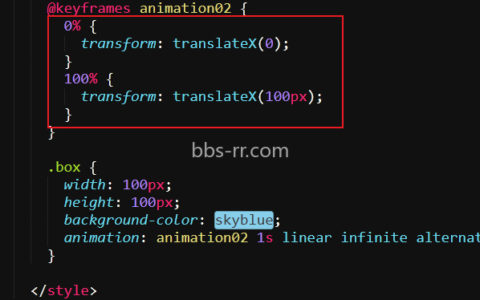 @keyframes animation02 {
0% {
transform: translateX(0);
}
100% {
transform: translateX(100px);
}
}
bbs-rr.com
.box {
width: 100px;
height: 100px;
background-color: skyblue;
animation: animation02 1s linear infinite alternat
}
</style>